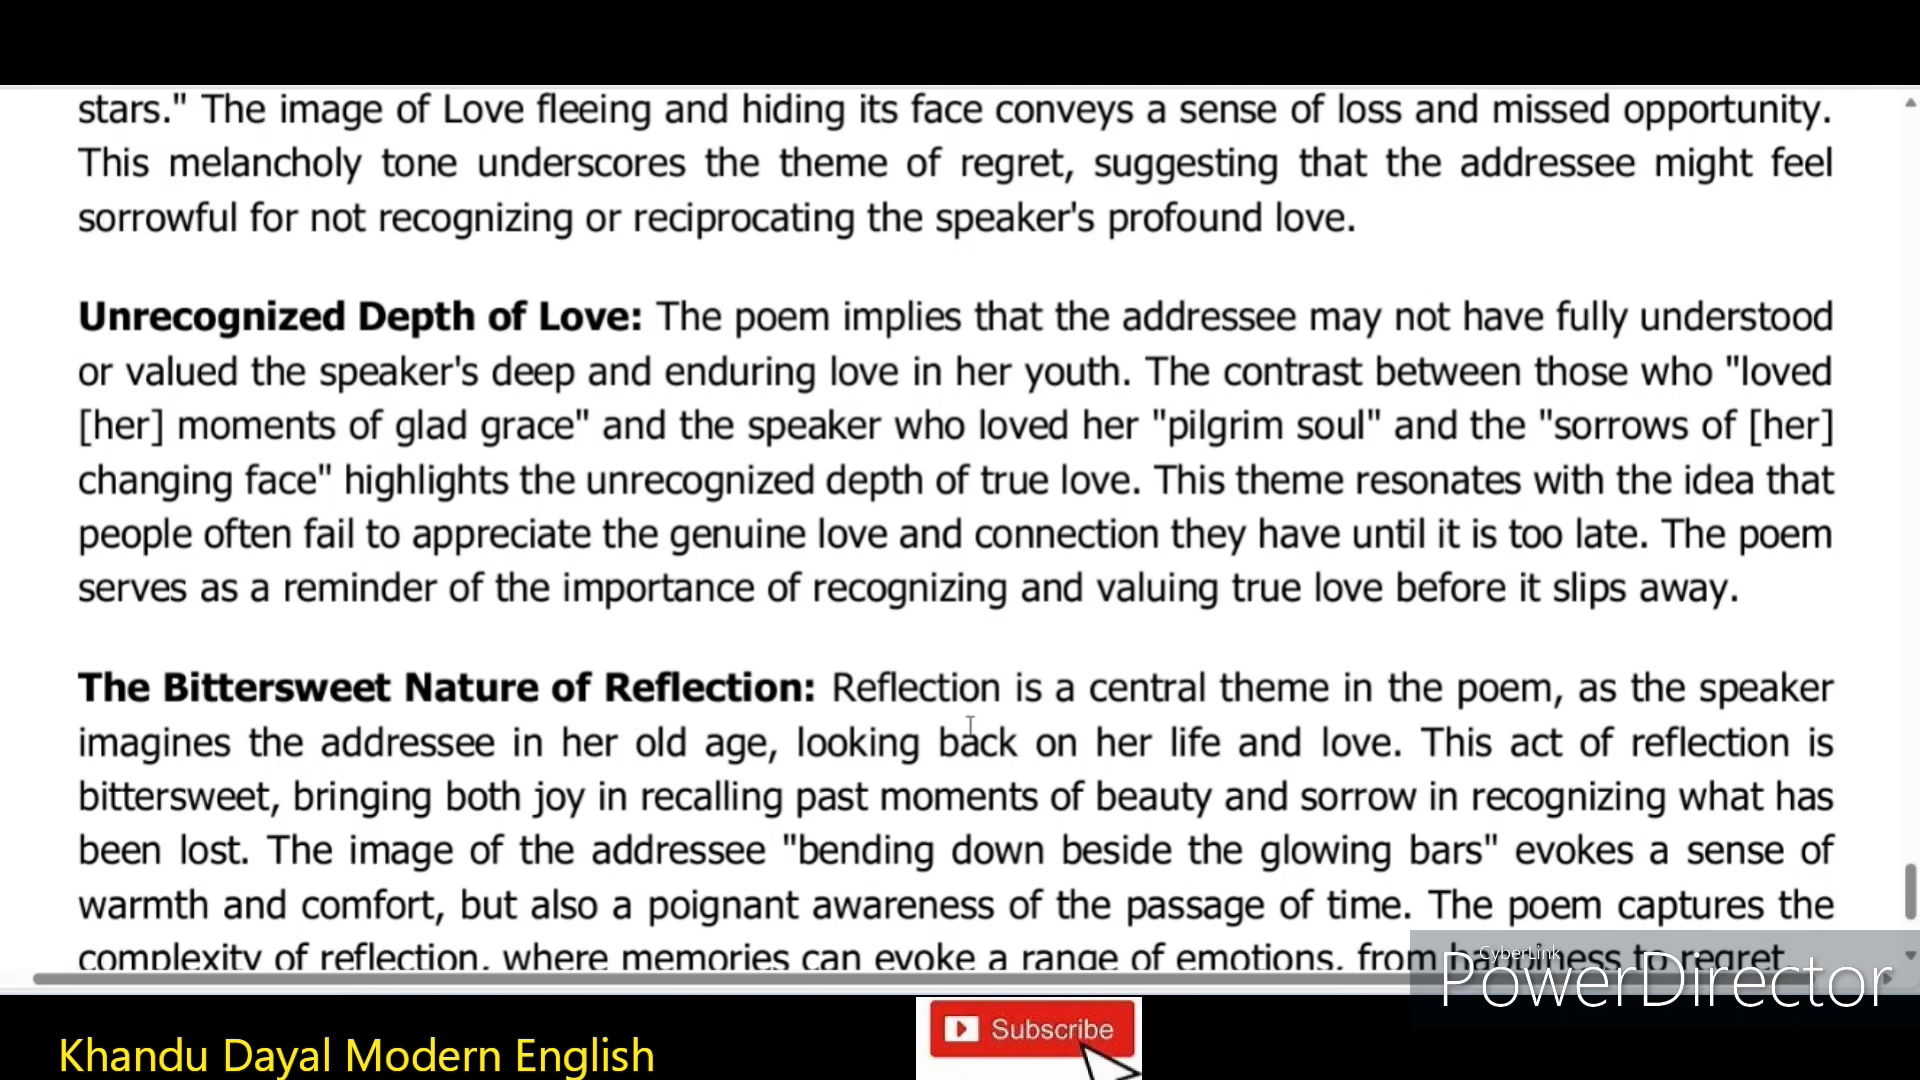 stars." The image of Love fleeing and hiding its face conveys a sense of loss and missed opportunity.
This melancholy tone underscores the theme of regret, suggesting that the addressee might feel
sorrowful for not recognizing or reciprocating the speaker's profound love.
Unrecognized Depth of Love: The poem implies that the addressee may not have fully understood
or valued the speaker's deep and enduring love in her youth. The contrast between those who "loved
[her] moments of glad grace" and the speaker who loved her "pilgrim soul" and the "sorrows of [her]
changing face" highlights the unrecognized depth of true love. This theme resonates with the idea that
people often fail to appreciate the genuine love and connection they have until it is too late. The poem
serves as a reminder of the importance of recognizing and valuing true love before it slips away.
The Bittersweet Nature of Reflection: Reflection is a central theme in the poem, as the speaker
imagines the addressee in her old age, looking back on her life and love. This act of reflection is
bittersweet, bringing both joy in recalling past moments of beauty and sorrow in recognizing what has
been lost. The image of the addressee "bending down beside the glowing bars" evokes a sense of
warmth and comfort, but also a poignant awareness of the passage of time. The poem captures the
complexity of reflection, where memories can evoke a range of emotions, from happiness to regret.
CyberLink
PowerDirector
Subscribe
Khandu Dayal Modern English